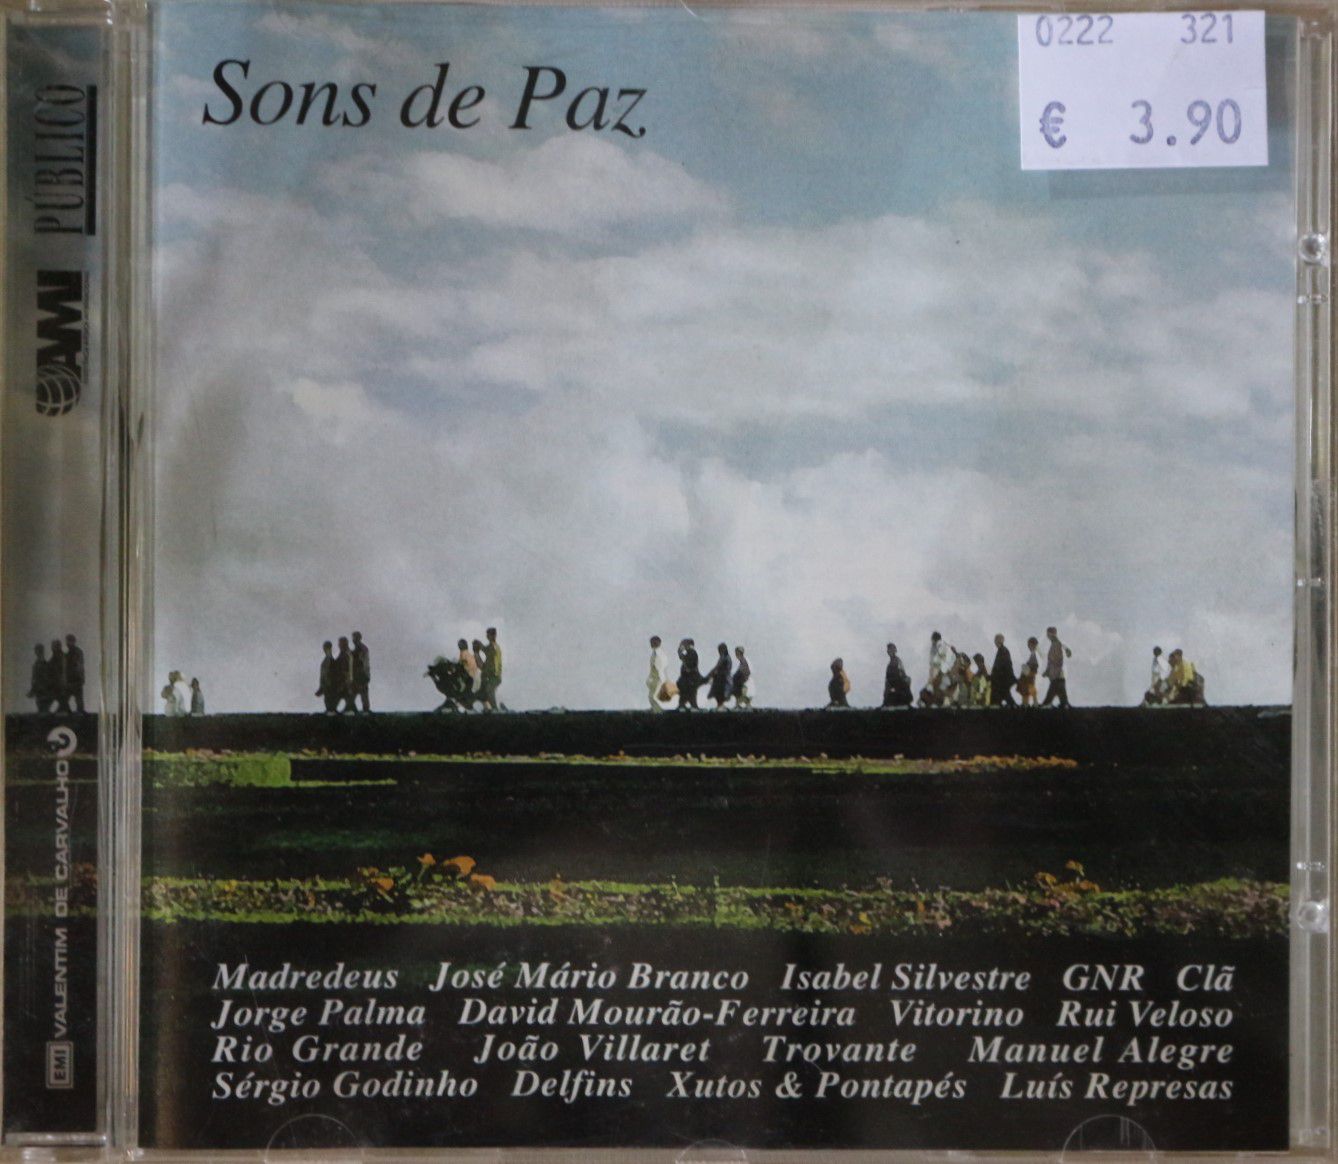 Sons de Paz
0222 321
€ 3.90
PÚBLICO
AMI
VALENTIM DE CARVALHO
EMI
Madredeus José Mário Branco Isabel Silvestre GNR Clã
Jorge Palma David Mourão-Ferreira Vitorino Rui Veloso
Rio Grande João Villaret Trovante Manuel Alegre
Sérgio Godinho Delfins Xutos & Pontapés Luís Represas